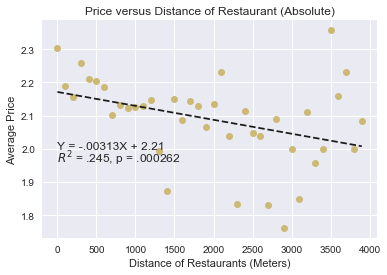 Price versus Distance of Restaurant (Absolute)
Average Price
2.3
2.2
2.1
2.0
1.9
1.8
Y = -.00313X + 2.21
R² = .245, p = .000262
0 500 1000 1500 2000 2500 3000 3500 4000
Distance of Restaurants (Meters)